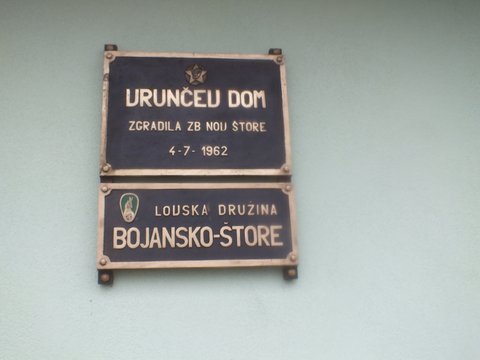 VRUNČEV DOM
ZGRADILA ZB NOV ŠTORE
4-7-1962
LOVSKA DRUŽINA
BOJANSKO-ŠTORE